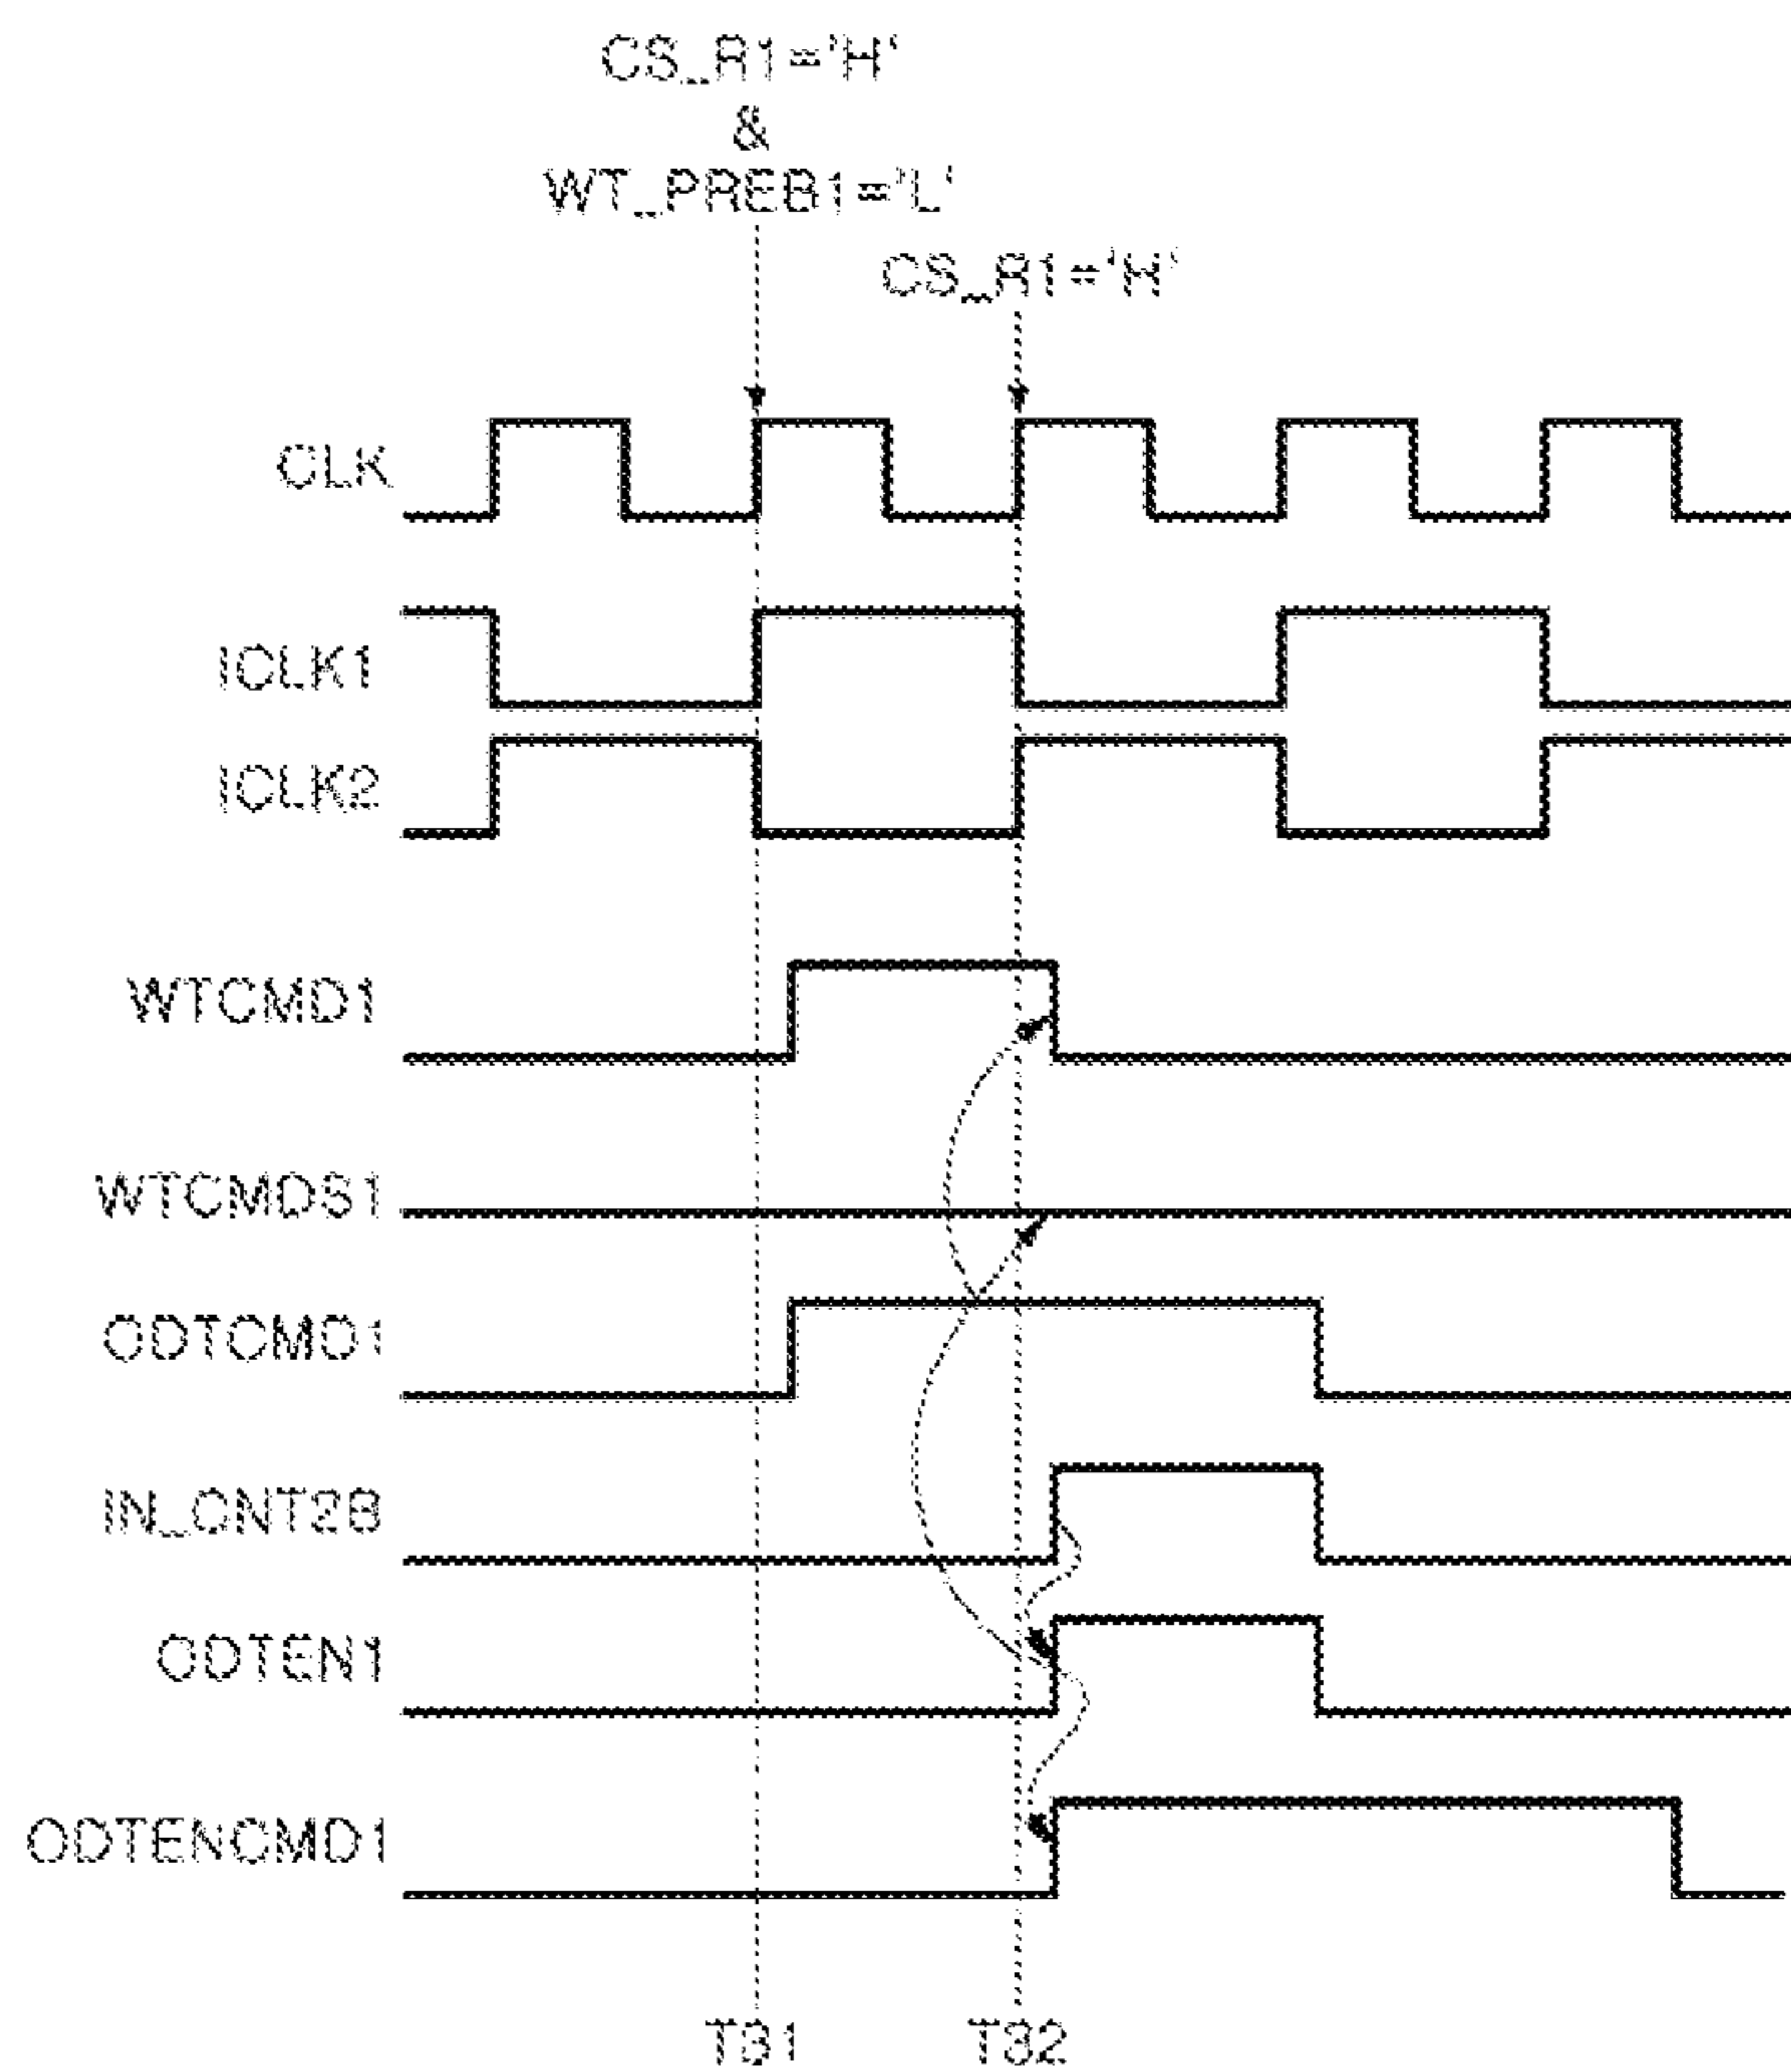 CS_R1='H'
&
WT_PREB1='L'
CS_R1='H'
CLK
ICLK1
ICLK2
WTCMD1
WTCMDS1
ODTCMD1
IN_CNT2B
ODTEN1
ODTENCMD1
T31
T32